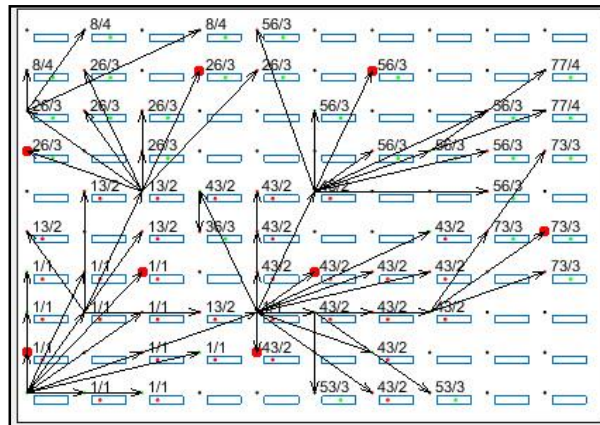 8/4 8/4 56/3
8/4 26/3 26/3 26/3 56/3 77/4
26/3 26/3 26/3 56/3 56/3 77/4
26/3 26/3 56/3 56/3 56/3 73/3
13/2 13/2 43/2 43/2 43/2 56/3
13/2 13/2 36/3 43/2 43/2 73/3 73/3
1/1 1/1 1/1 43/2 43/2 43/2 43/2 73/3
1/1 1/1 1/1 13/2 43/2 43/2 43/2
1/1 1/1 1/1 43/2 43/2
1/1 1/1 53/3 43/2 53/3